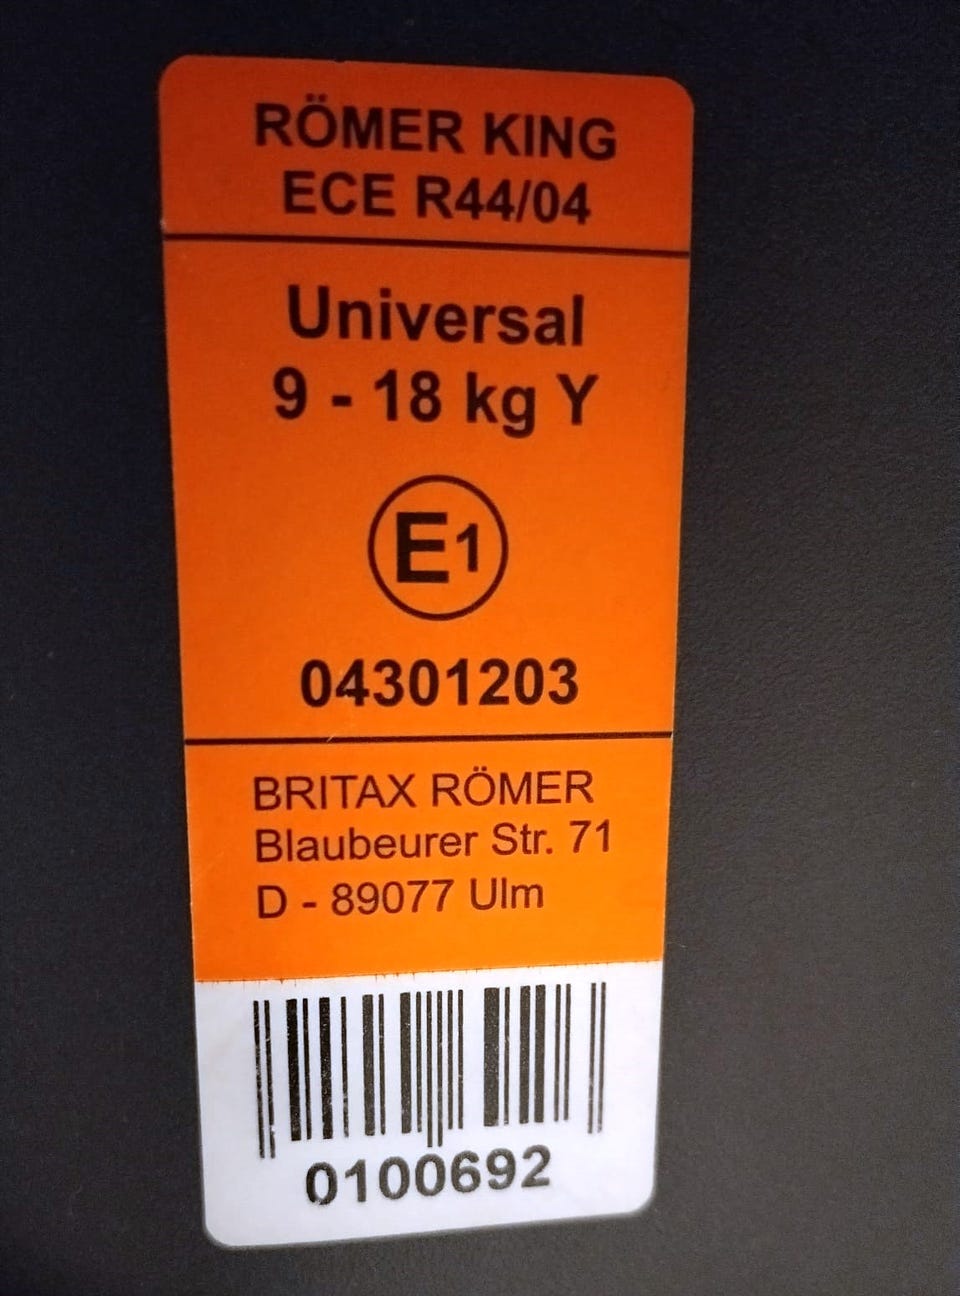 RÖMER KING
ECE R44/04
Universal
9 - 18 kg Y
E1
04301203
BRITAX RÖMER
Blaubeurer Str. 71
D - 89077 Ulm
0100692